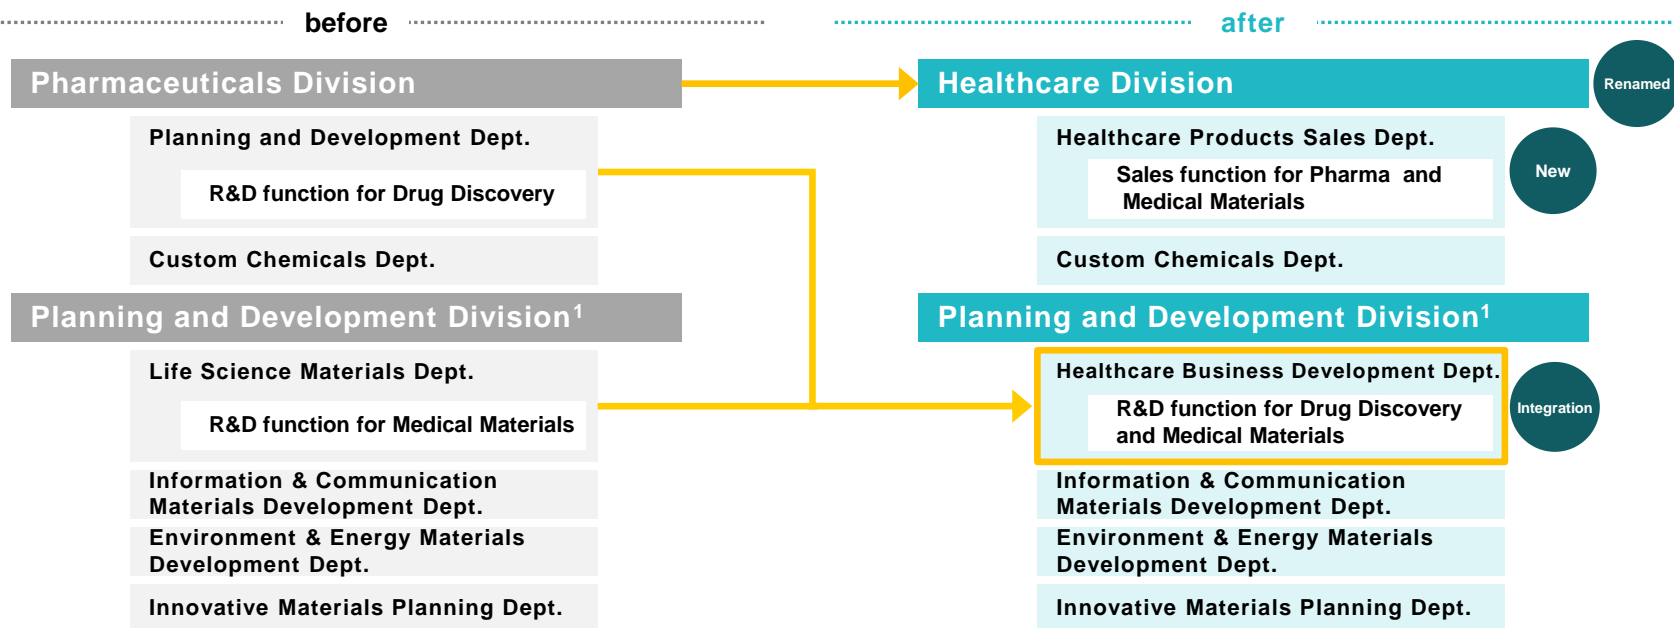 before
after
Pharmaceuticals Division
Healthcare Division
Renamed
Planning and Development Dept.
R&D function for Drug Discovery
Healthcare Products Sales Dept.
Sales function for Pharma and
Medical Materials
New
Custom Chemicals Dept.
Custom Chemicals Dept.
Planning and Development Division¹
Planning and Development Division¹
Life Science Materials Dept.
R&D function for Medical Materials
Healthcare Business Development Dept.
R&D function for Drug Discovery
and Medical Materials
Integration
Information & Communication
Materials Development Dept.
Information & Communication
Materials Development Dept.
Environment & Energy Materials
Development Dept.
Environment & Energy Materials
Development Dept.
Innovative Materials Planning Dept.
Innovative Materials Planning Dept.